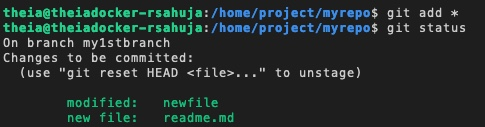 theia@theiadocker-rsahuja:/home/project/myrepo$ git add *
theia@theiadocker-rsahuja:/home/project/myrepo$ git status
On branch my1stbranch
Changes to be committed:
  (use "git reset HEAD <file>..." to unstage)
        modified:   newfile
        new file:   readme.md